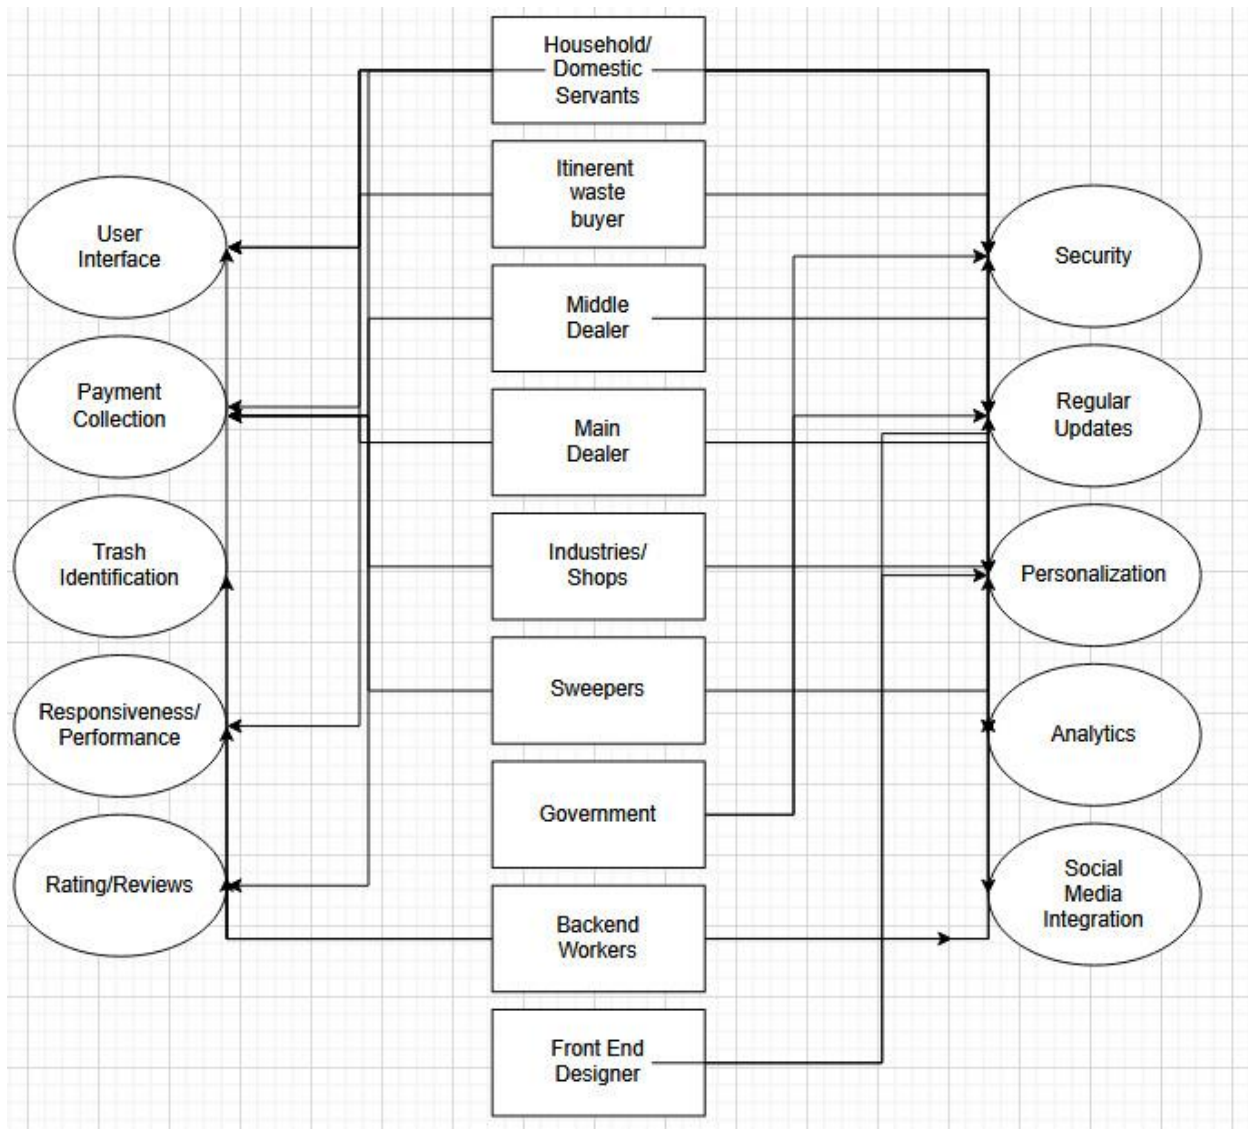 Household/
Domestic
Servants
Itinerent
waste
buyer
Middle
Dealer
Main
Dealer
Industries/
Shops
Sweepers
Government
Backend
Workers
Front End
Designer
User
Interface
Payment
Collection
Trash
Identification
Responsiveness/
Performance
Rating/Reviews
Security
Regular
Updates
Personalization
Analytics
Social
Media
Integration